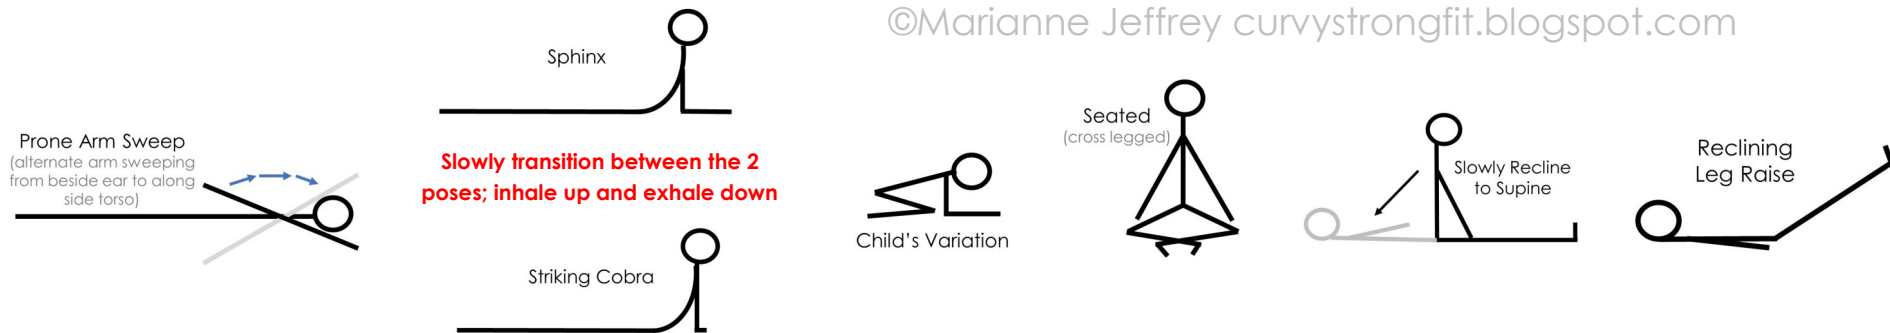 ©Marianne Jeffrey curvystrongfit.blogspot.com
Prone Arm Sweep
(alternate arm sweeping
from beside ear to along
side torso)
Sphinx
Slowly transition between the 2
poses; inhale up and exhale down
Striking Cobra
Child's Variation
Seated
(cross legged)
Slowly Recline
to Supine
Reclining
Leg Raise